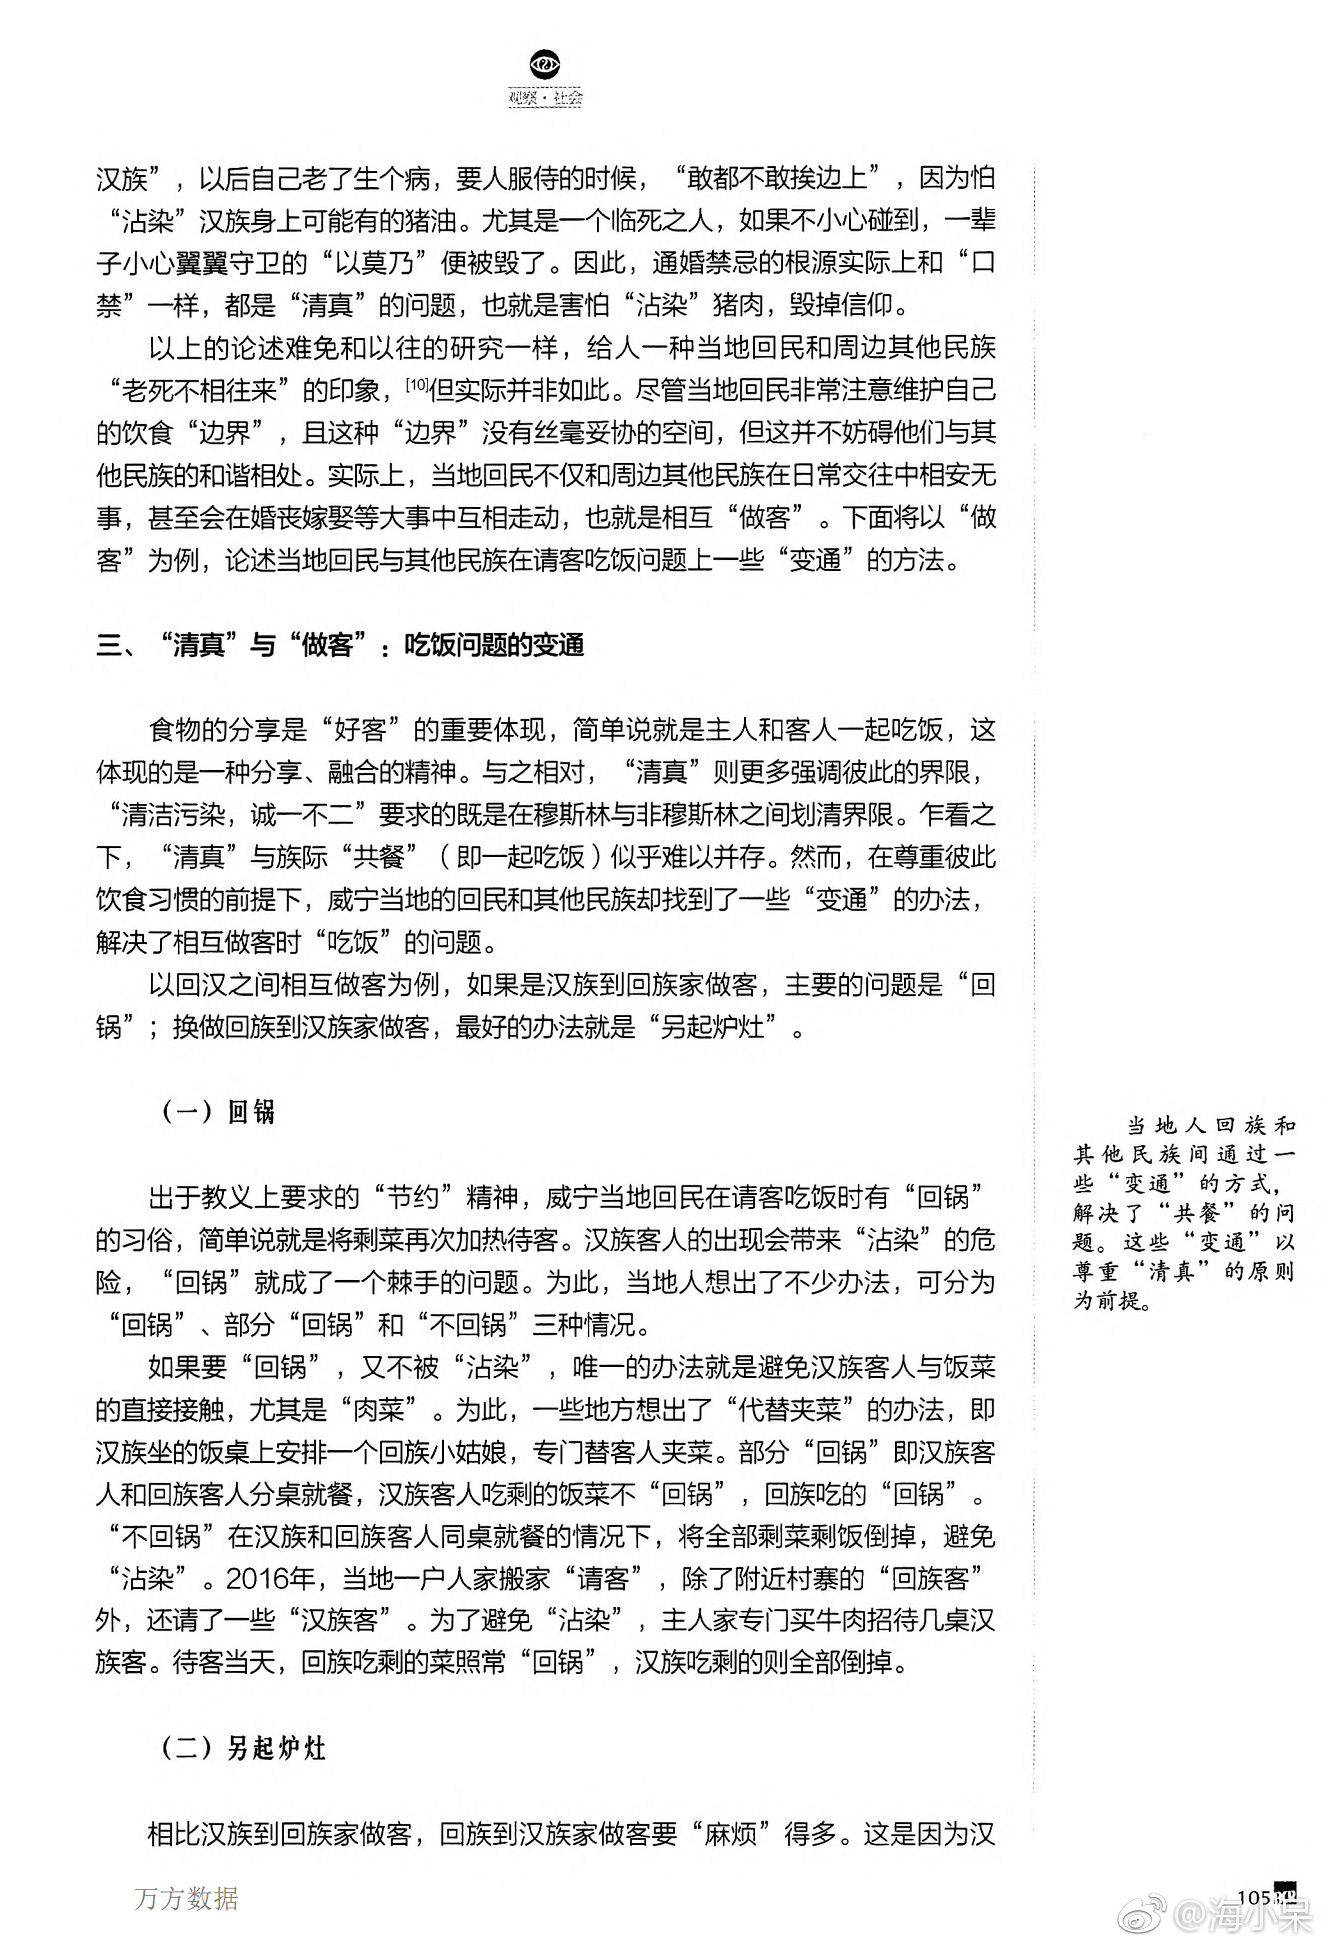 观察·社会
汉族”，以后自己老了生个病，要人服侍的时候，“敢都不敢挨边上”，因为怕
“沾染”汉族身上可能有的猪油。尤其是一个临死之人，如果不小心碰到，一辈
子小心翼翼守卫的“以莫乃”便被毁了。因此，通婚禁忌的根源实际上和“口
禁”一样，都是“清真”的问题，也就是害怕“沾染”猪肉，毁掉信仰。
以上的论述难免和以往的研究一样，给人一种当地回民和周边其他民族
“老死不相往来”的印象，[10]但实际并非如此。尽管当地回民非常注意维护自己
的饮食“边界”，且这种“边界”没有丝毫妥协的空间，但这并不妨碍他们与其
他民族的和谐相处。实际上，当地回民不仅和周边其他民族在日常交往中相安无
事，甚至会在婚丧嫁娶等大事中互相走动，也就是相互“做客”。下面将以“做
客”为例，论述当地回民与其他民族在请客吃饭问题上一些“变通”的方法。
三、“清真”与“做客”：吃饭问题的变通
食物的分享是“好客”的重要体现，简单说就是主人和客人一起吃饭，这
体现的是一种分享、融合的精神。与之相对，“清真”则更多强调彼此的界限，
“清洁污染，诚一不二”要求的既是在穆斯林与非穆斯林之间划清界限。乍看之
下，“清真”与族际“共餐”（即一起吃饭）似乎难以并存。然而，在尊重彼此
饮食习惯的前提下，威宁当地的回民和其他民族却找到了一些“变通”的办法，
解决了相互做客时“吃饭”的问题。
以回汉之间相互做客为例，如果是汉族到回族家做客，主要的问题是“回
锅”；换做回族到汉族家做客，最好的办法就是“另起炉灶”。
（一）回锅
出于教义上要求的“节约”精神，威宁当地回民在请客吃饭时有“回锅”
的习俗，简单说就是将剩菜再次加热待客。汉族客人的出现会带来“沾染”的危
险，“回锅”就成了一个棘手的问题。为此，当地人想出了不少办法，可分为
“回锅”、部分“回锅”和“不回锅”三种情况。
如果要“回锅”，又不被“沾染”，唯一的办法就是避免汉族客人与饭菜
的直接接触，尤其是“肉菜”。为此，一些地方想出了“代替夹菜”的办法，即
汉族坐的饭桌上安排一个回族小姑娘，专门替客人夹菜。部分“回锅”即汉族客
人和回族客人分桌就餐，汉族客人吃剩的饭菜不“回锅”，回族吃的“回锅”。
“不回锅”在汉族和回族客人同桌就餐的情况下，将全部剩菜剩饭倒掉，避免
“沾染”。2016年，当地一户人家搬家“请客”，除了附近村寨的“回族客”
外，还请了一些“汉族客”。为了避免“沾染”，主人家专门买牛肉招待几桌汉
族客。待客当天，回族吃剩的菜照常“回锅”，汉族吃剩的则全部倒掉。
（二）另起炉灶
相比汉族到回族家做客，回族到汉族家做客要“麻烦”得多。这是因为汉
当地人回族和
其他民族间通过一
些“变通”的方式，
解决了“共餐”的问
题。这些“变通”以
尊重“清真”的原则
为前提。
万方数据
105
@海小呆